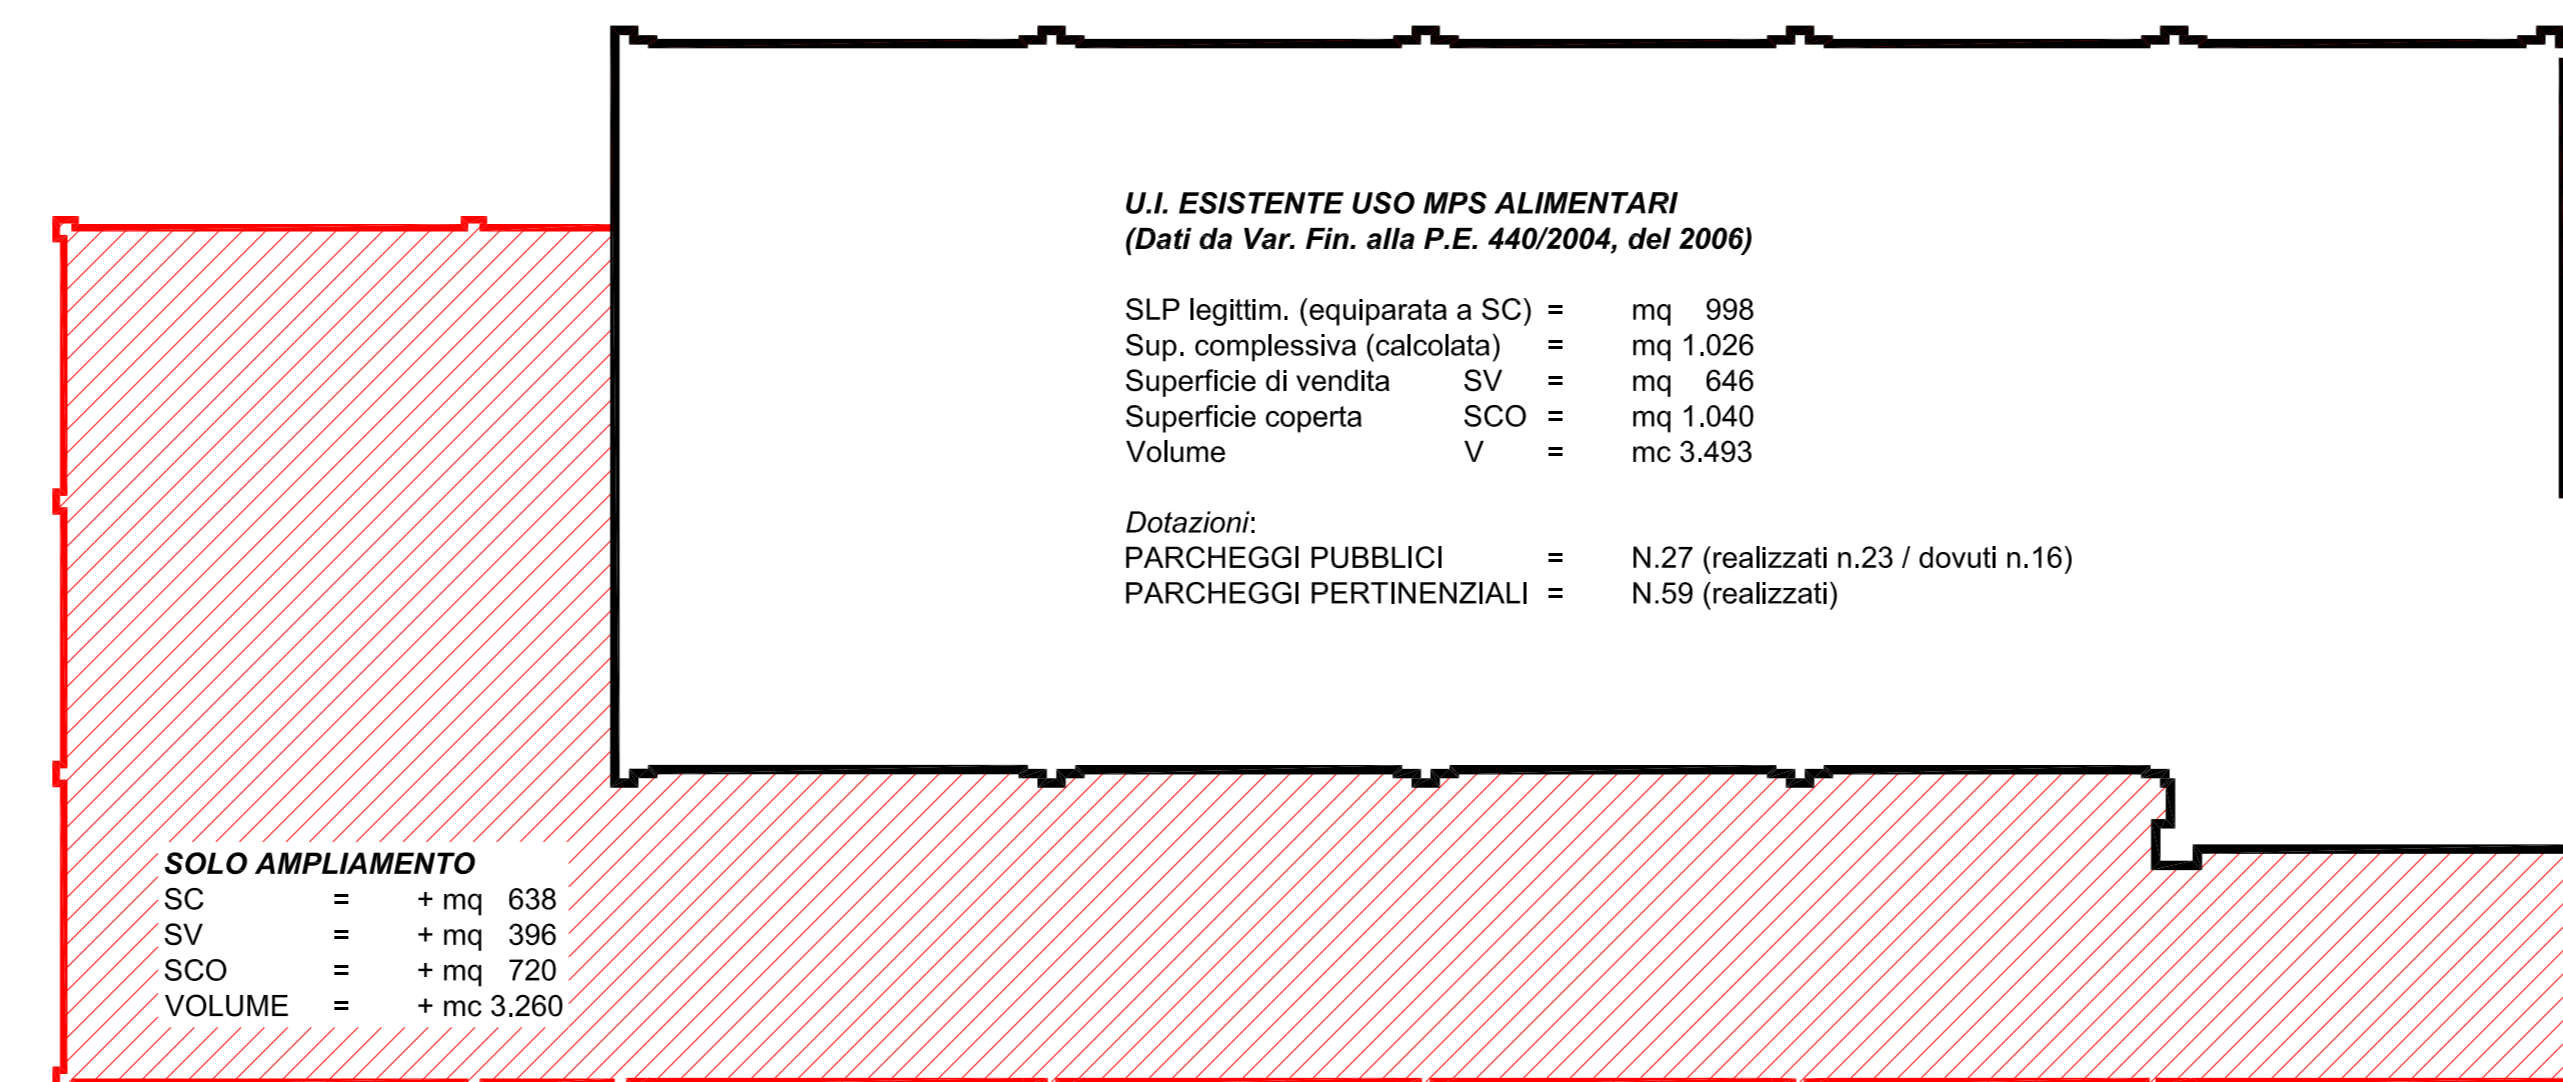 U.I. ESISTENTE USO MPS ALIMENTARI
(Dati da Var. Fin. alla P.E. 440/2004, del 2006)
SLP legittim. (equiparata a SC) = mq 998
Sup. complessiva (calcolata) = mq 1.026
Superficie di vendita SV = mq 646
Superficie coperta SCO = mq 1.040
Volume V = mc 3.493
Dotazioni:
PARCHEGGI PUBBLICI = N.27 (realizzati n.23 / dovuti n.16)
PARCHEGGI PERTINENZIALI = N.59 (realizzati)
SOLO AMPLIAMENTO
SC = + mq 638
SV = + mq 396
SCO = + mq 720
VOLUME = + mc 3.260